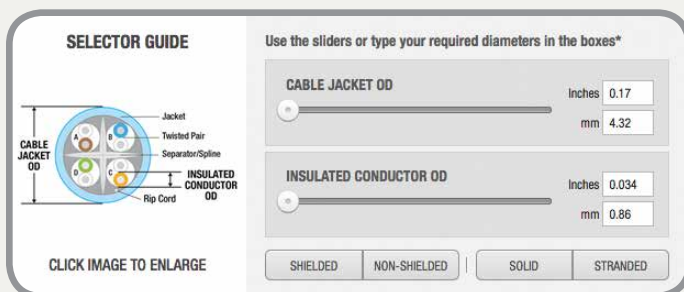 SELECTOR GUIDE
Jacket
Twisted Pair
Separator/Spline
Rip Cord
CABLE
JACKET
OD
INSULATED
CONDUCTOR
OD
A
B
D
C
CLICK IMAGE TO ENLARGE
Use the sliders or type your required diameters in the boxes*
CABLE JACKET OD
Inches 0.17
mm 4.32
INSULATED CONDUCTOR OD
Inches 0.034
mm 0.86
SHIELDED NON-SHIELDED | SOLID STRANDED